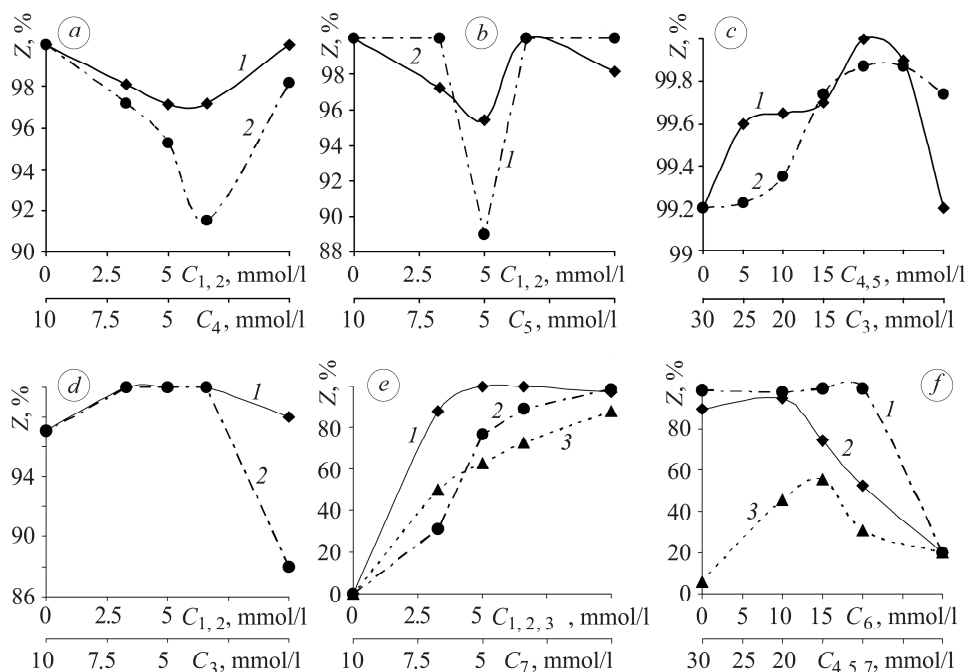 Z, %
a
98
96
94
92
90
1
2
0 2.5 5 C1, 2, mmol/l
10 7.5 5 C4, mmol/l
Z, %
b
98
96
94
92
90
88
2
1
0 2.5 5 C1, 2, mmol/l
10 7.5 5 C5, mmol/l
Z, %
c
99.8
99.6
99.4
99.2
99
1
2
0 5 10 15 C4, 5, mmol/l
30 25 20 15 C3, mmol/l
Z, %
d
94
90
86
1
2
0 2.5 5 C1, 2, mmol/l
10 7.5 5 C3, mmol/l
Z, %
e
80
60
40
20
0
1
2
3
0 2.5 5 C1, 2, 3 , mmol/l
10 7.5 5 C7, mmol/l
Z, %
f
80
60
40
20
0
1
2
3
0 5 10 15 C6, mmol/l
30 25 20 15 C4, 5, 7, mmol/l